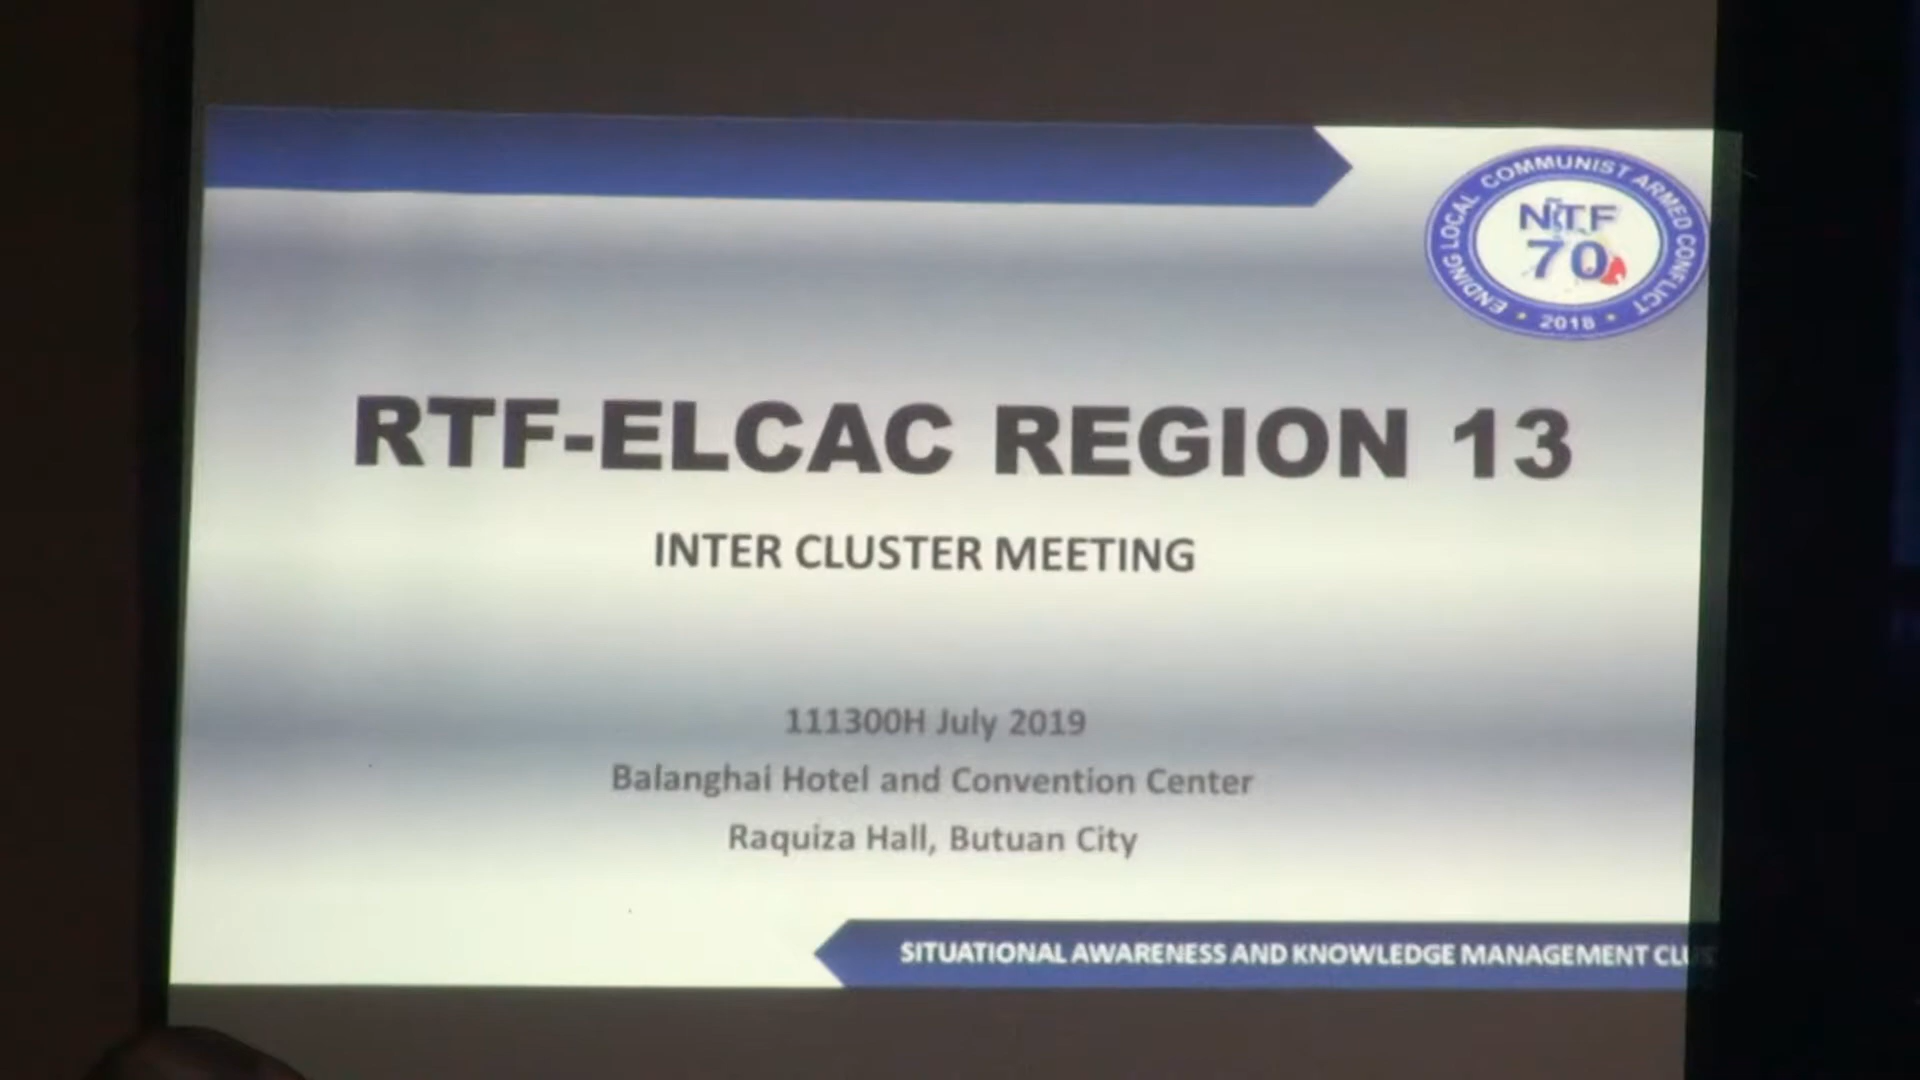 ENDING LOCAL COMMUNIST ARMED CONFLICT
NTF
70
• 2018 •
RTF-ELCAC REGION 13
INTER CLUSTER MEETING
111300H July 2019
Balanghai Hotel and Convention Center
Raquiza Hall, Butuan City
SITUATIONAL AWARENESS AND KNOWLEDGE MANAGEMENT CLUS